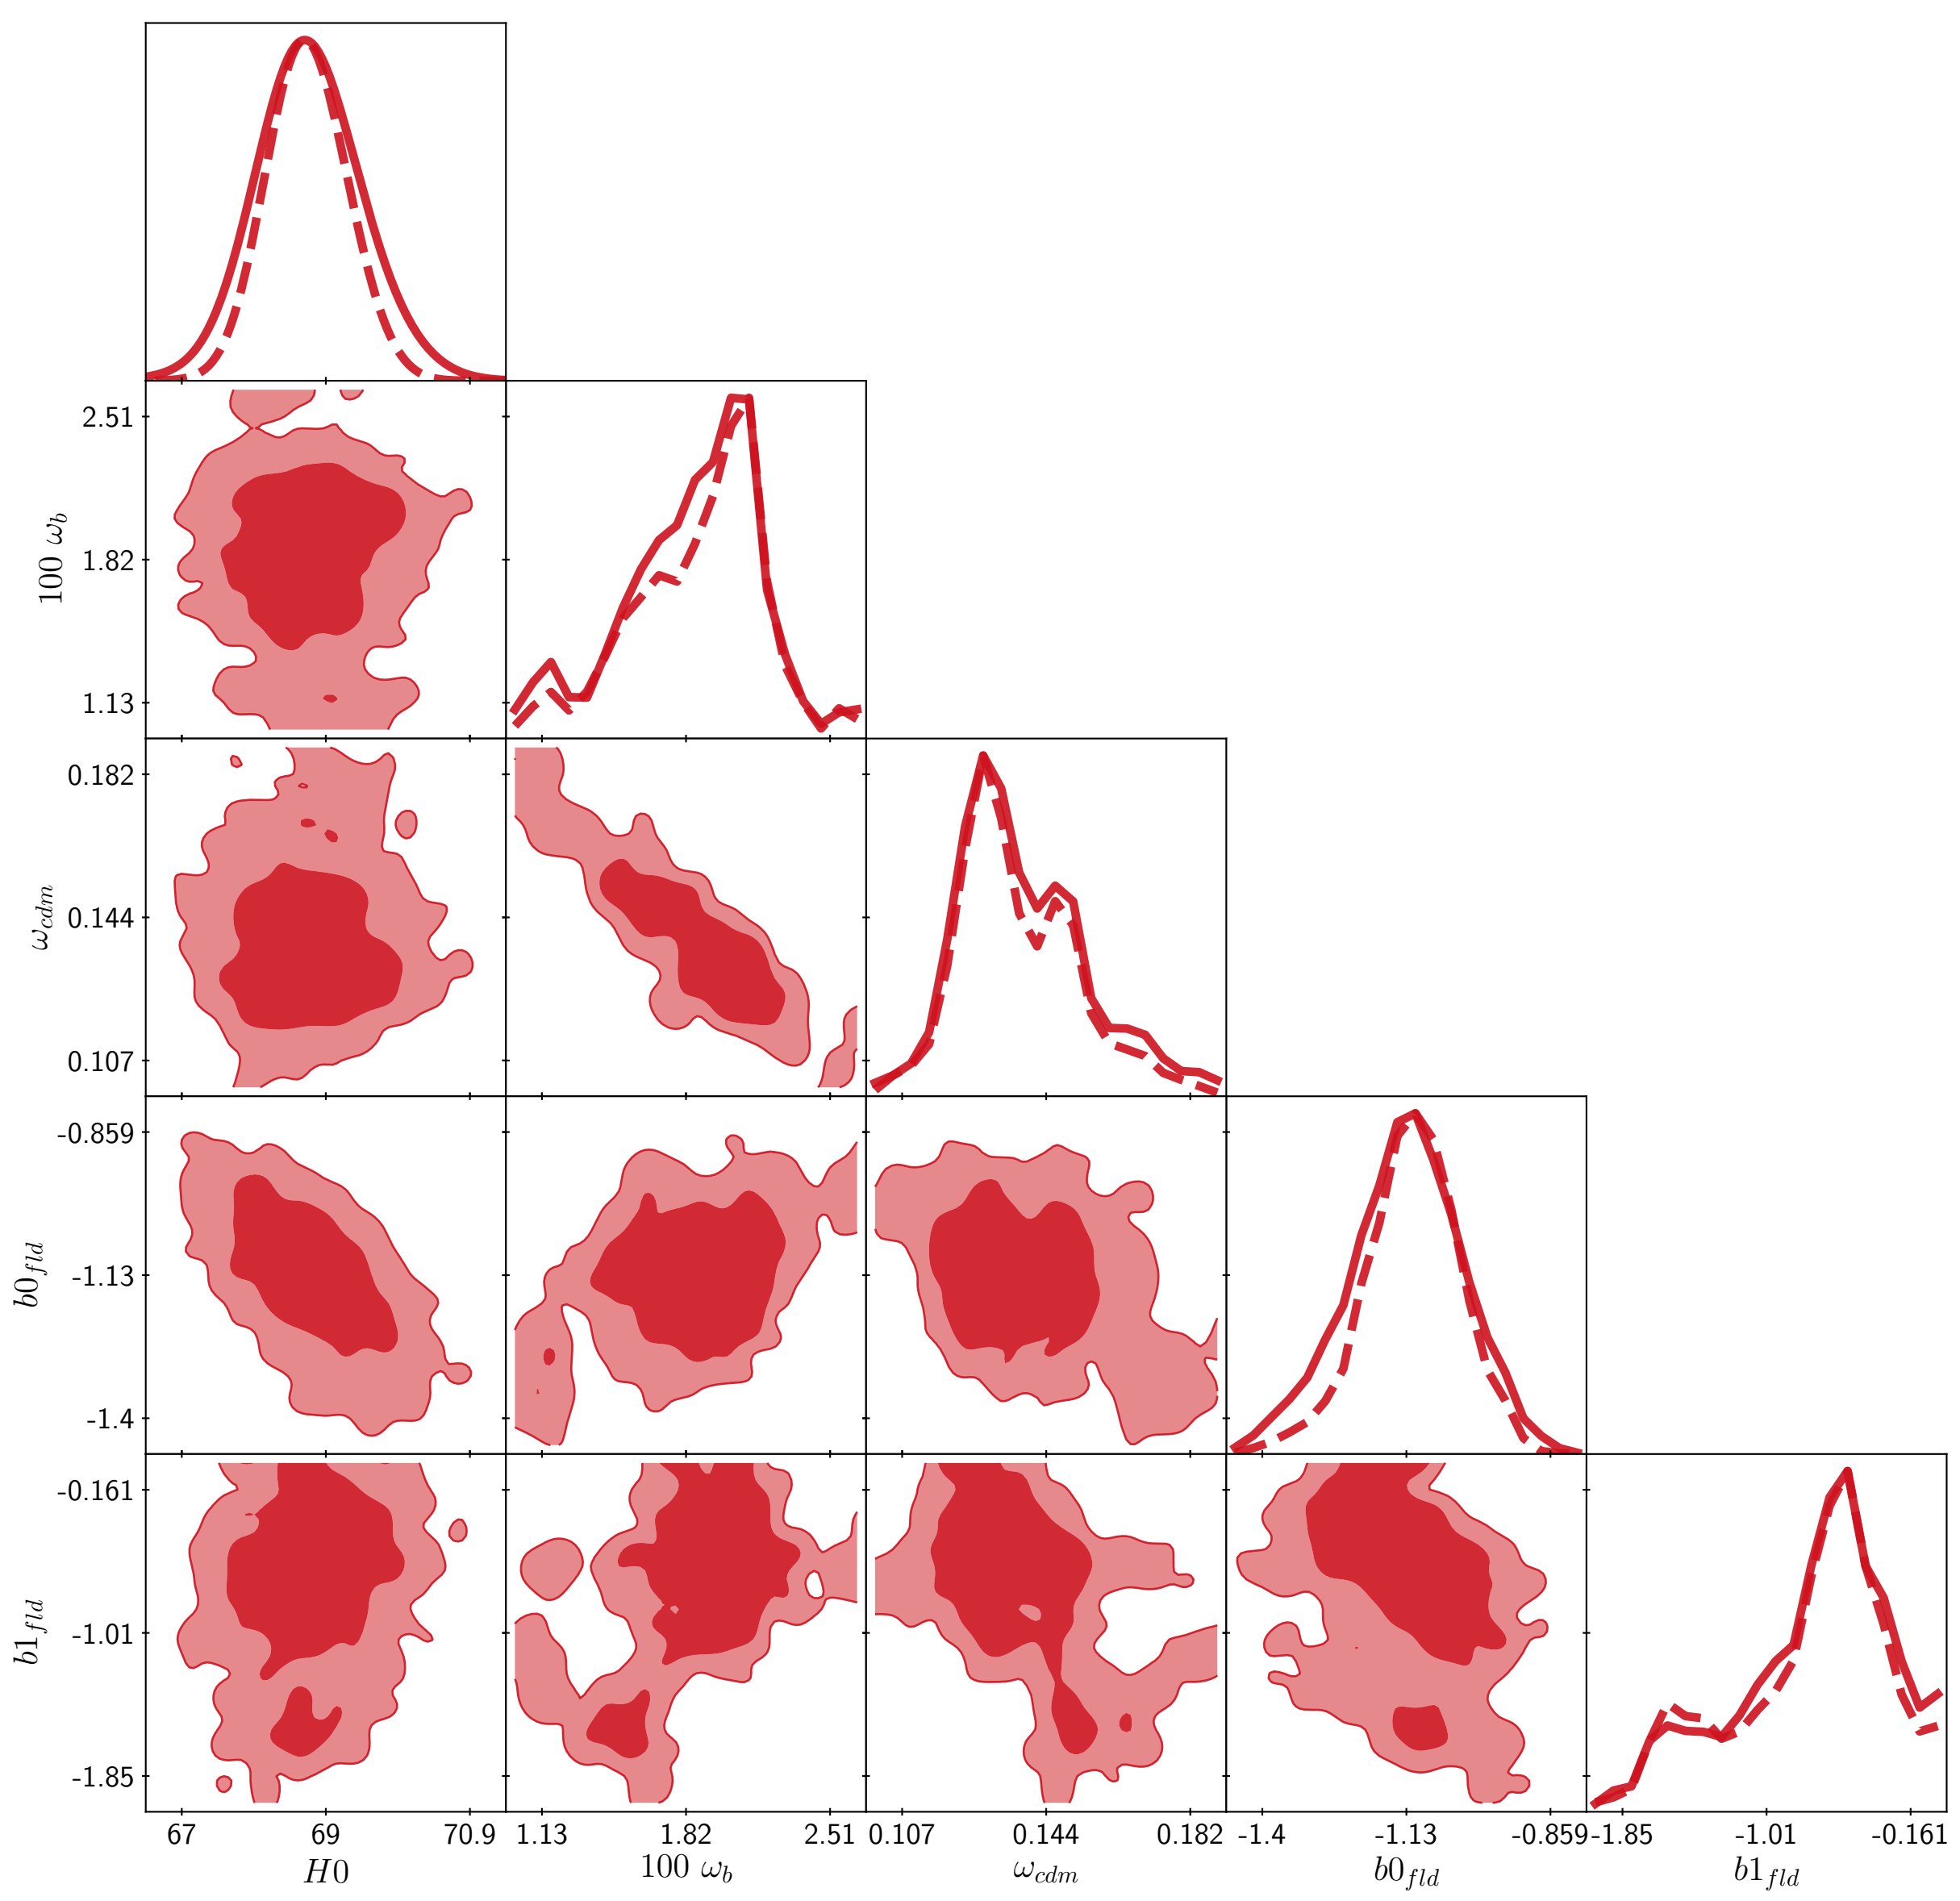 2.51
1.82
1.13
100 ω_b
0.182
0.144
0.107
ω_cdm
-0.859
-1.13
-1.4
b0_fld
-0.161
-1.01
-1.85
b1_fld
67 69 70.9 1.13 1.82 2.51 0.107 0.144 0.182 -1.4 -1.13 -0.859 -1.85 -1.01 -0.161
H0 100 ω_b ω_cdm b0_fld b1_fld